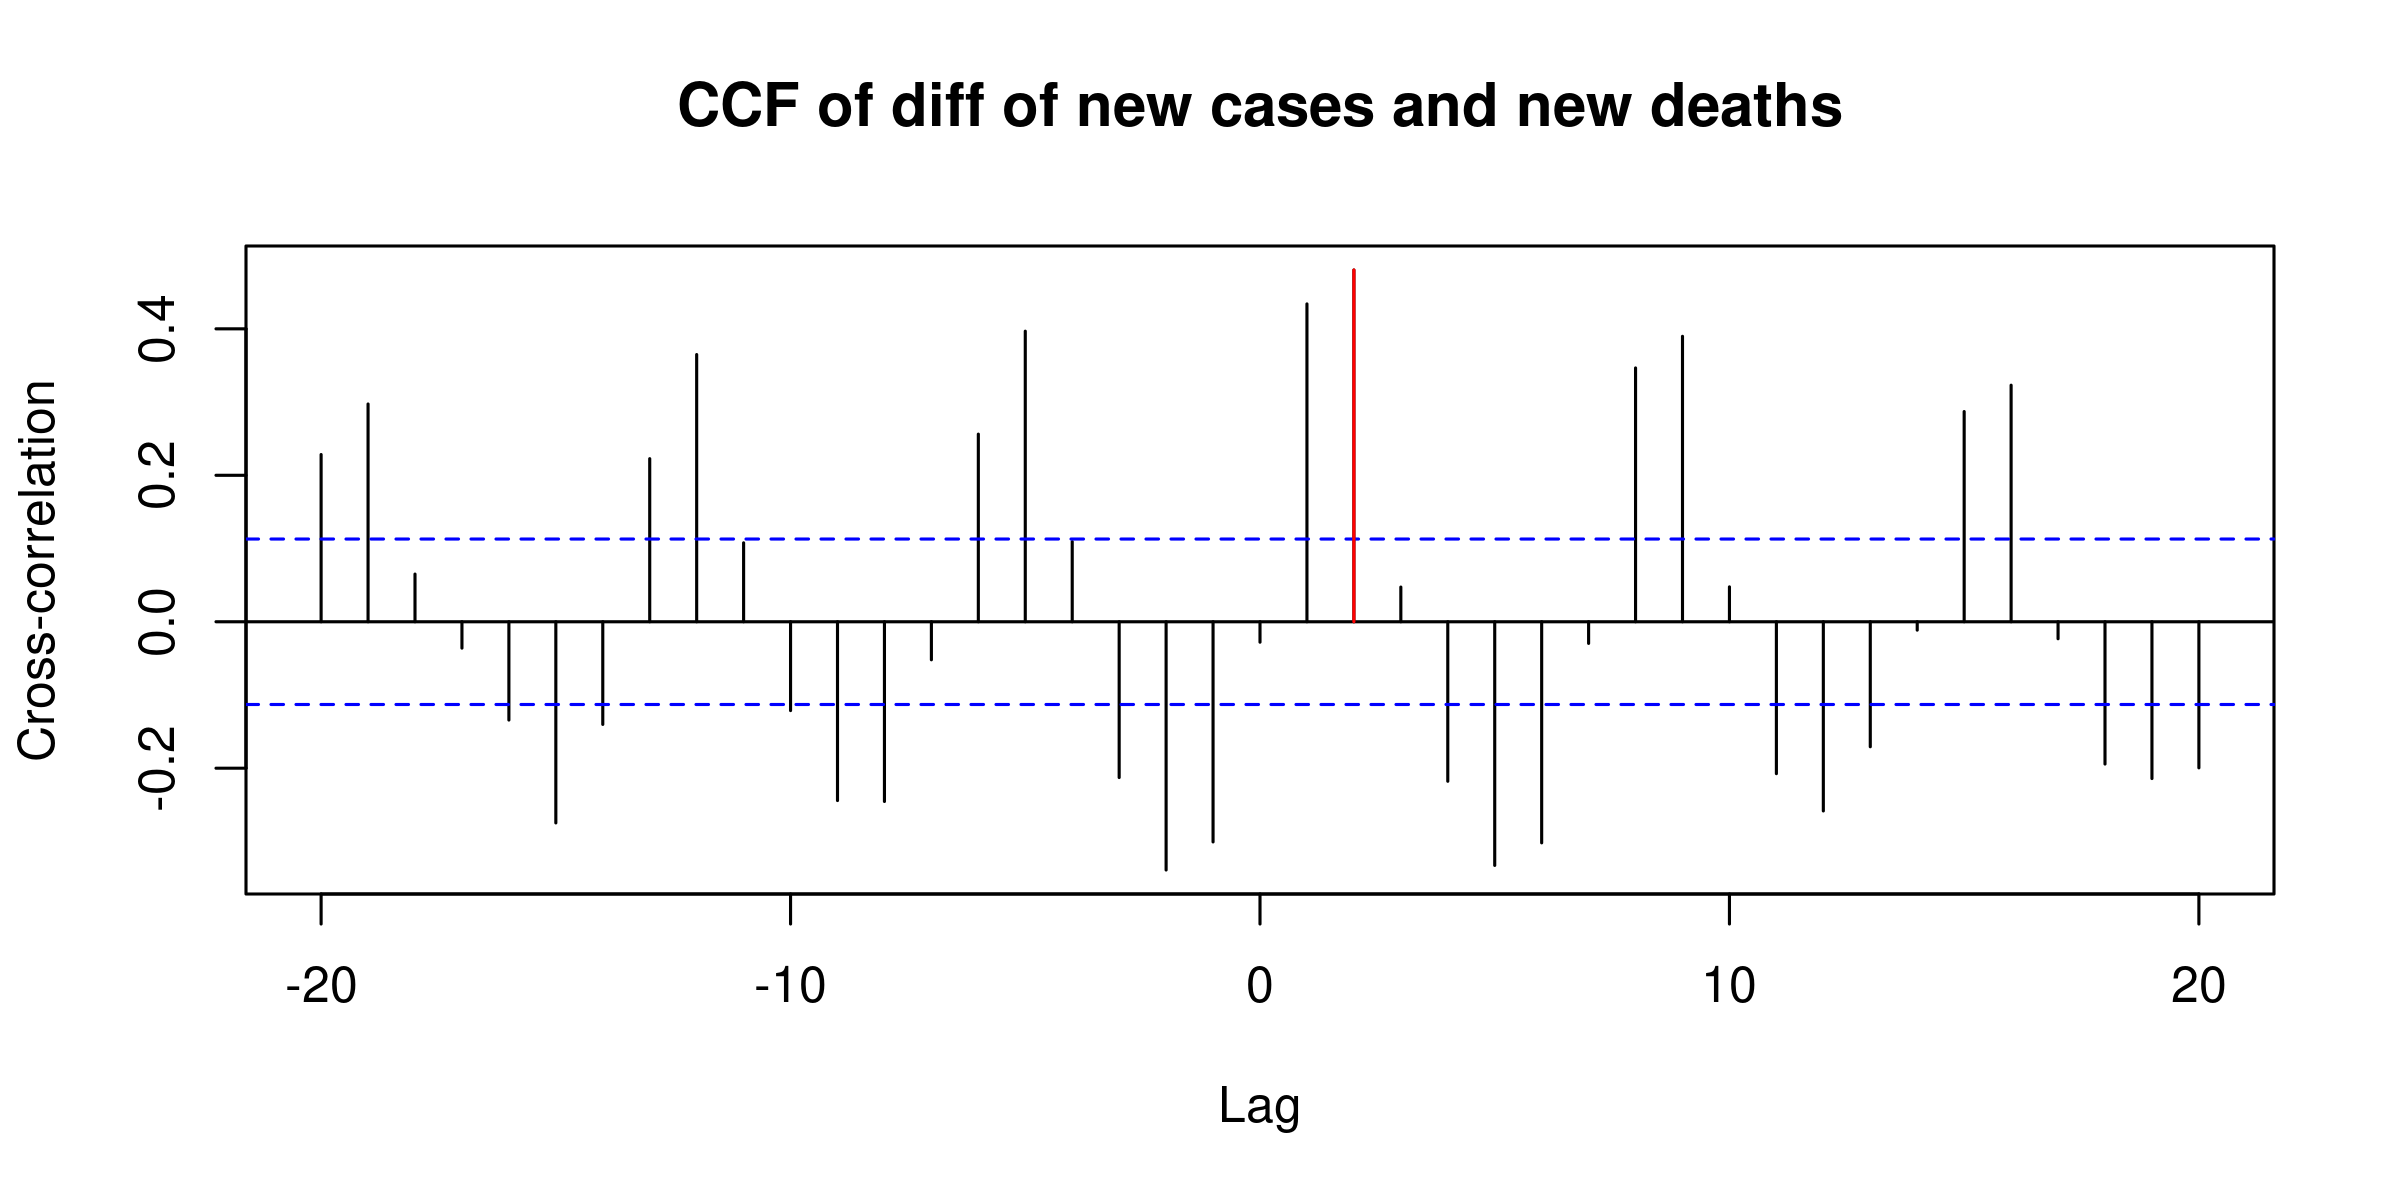 CCF of diff of new cases and new deaths
Cross-correlation
0.4
0.2
0.0
-0.2
-20 -10 0 10 20
Lag